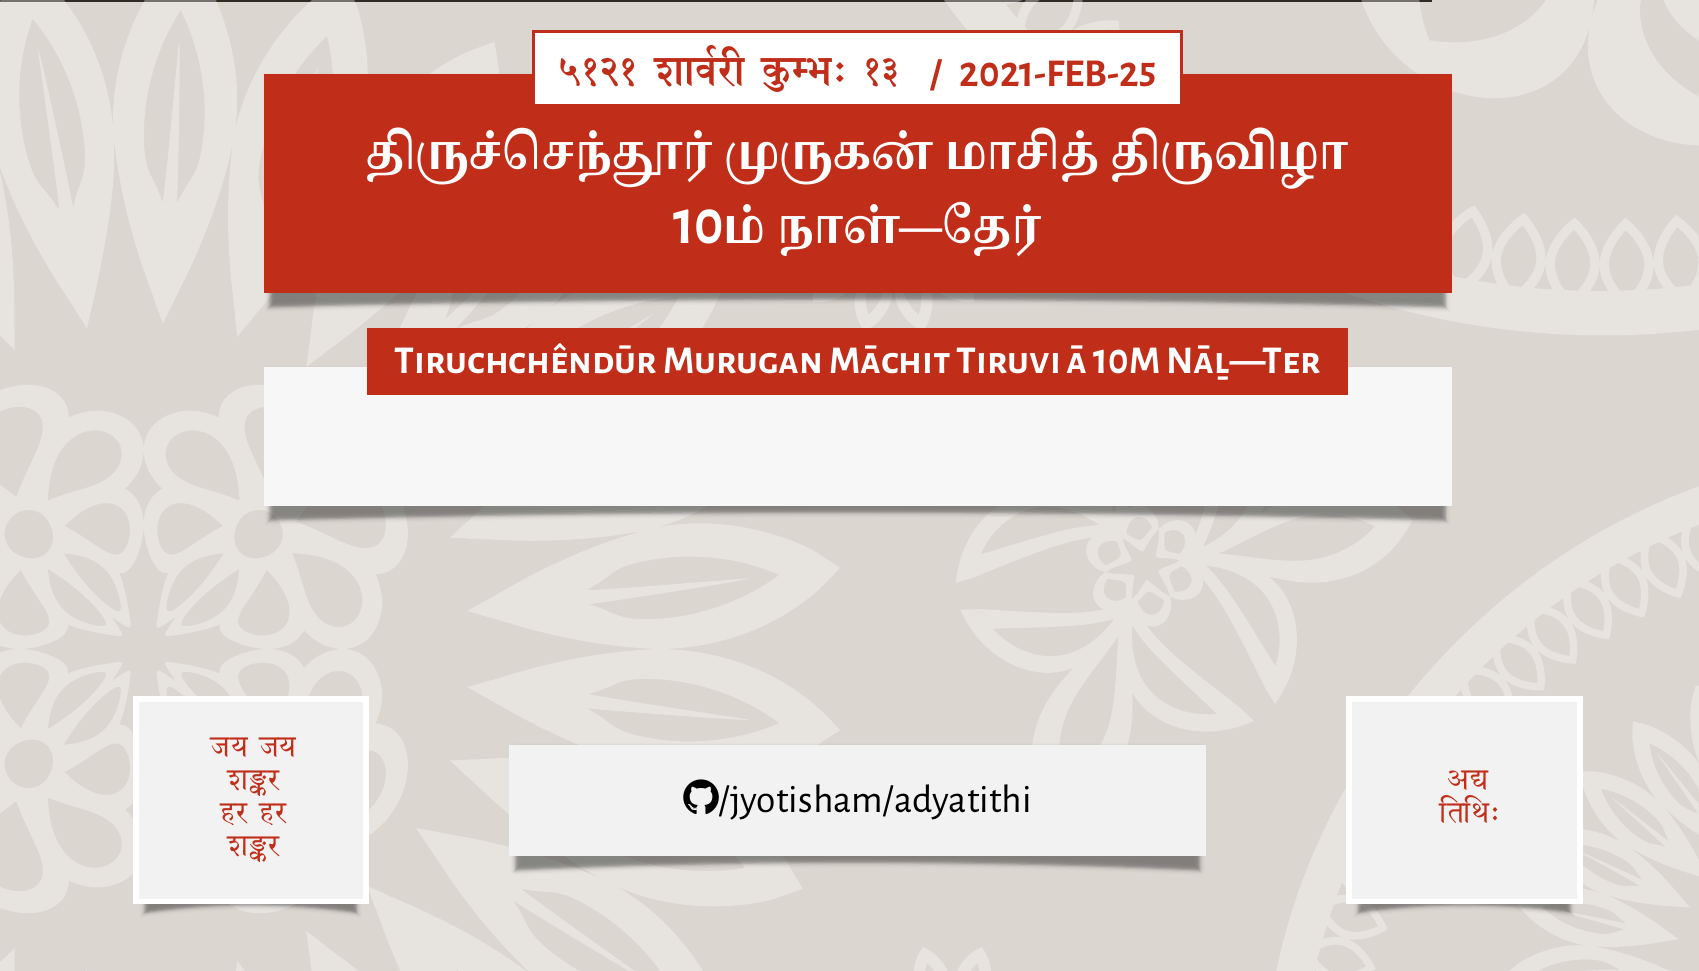 ५१२१ शार्वरी कुम्भः १३ / 2021-FEB-25
திருச்செந்தூர் முருகன் மாசித் திருவிழா
10ம் நாள்—தேர்
Tiruchchêndūr Murugan Māchit Tiruvi ā 10m Nāḻ—Ter
जय जय
शङ्कर
हर हर
शङ्कर
/jyotisham/adyatithi
अद्य
तिथिः